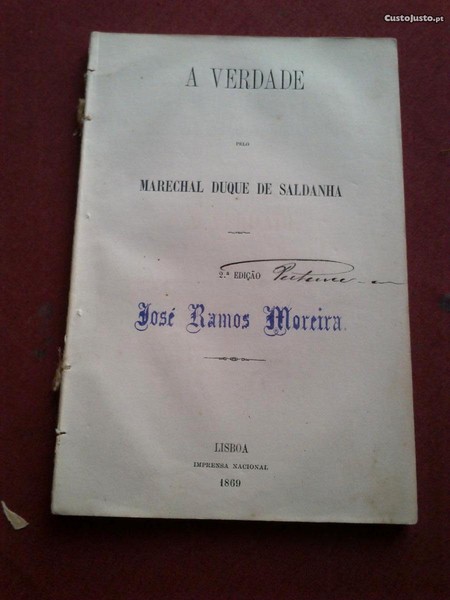 CustoJusto.pt
A VERDADE
PELO
MARECHAL DUQUE DE SALDANHA
2.ª EDIÇÃO Pertence a
José Ramos Moreira.
LISBOA
IMPRENSA NACIONAL
1869